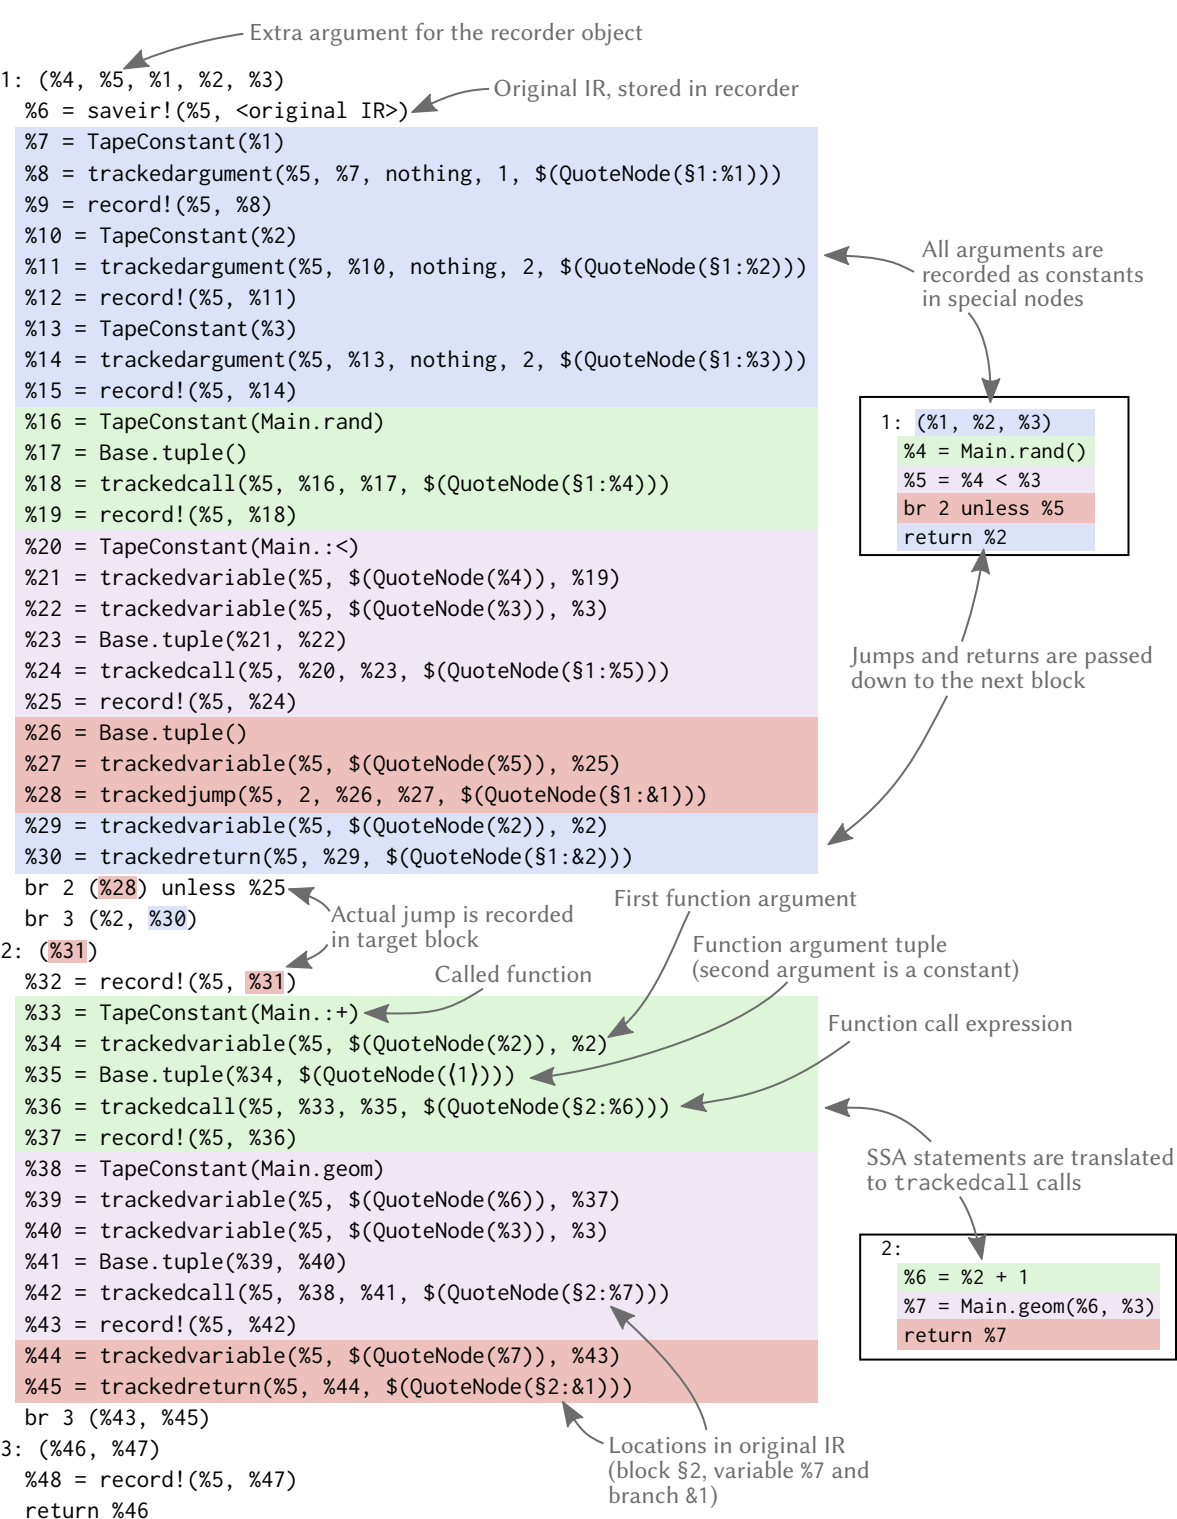 Extra argument for the recorder object
1: (%4, %5, %1, %2, %3)
%6 = saveir!(%5, <original IR>)
Original IR, stored in recorder
%7 = TapeConstant(%1)
%8 = trackedargument(%5, %7, nothing, 1, $(QuoteNode(§1:%1)))
%9 = record!(%5, %8)
%10 = TapeConstant(%2)
%11 = trackedargument(%5, %10, nothing, 2, $(QuoteNode(§1:%2)))
%12 = record!(%5, %11)
%13 = TapeConstant(%3)
%14 = trackedargument(%5, %13, nothing, 2, $(QuoteNode(§1:%3)))
%15 = record!(%5, %14)
%16 = TapeConstant(Main.rand)
%17 = Base.tuple()
%18 = trackedcall(%5, %16, %17, $(QuoteNode(§1:%4)))
%19 = record!(%5, %18)
%20 = TapeConstant(Main.:<)
%21 = trackedvariable(%5, $(QuoteNode(%4)), %19)
%22 = trackedvariable(%5, $(QuoteNode(%3)), %3)
%23 = Base.tuple(%21, %22)
%24 = trackedcall(%5, %20, %23, $(QuoteNode(§1:%5)))
%25 = record!(%5, %24)
%26 = Base.tuple()
%27 = trackedvariable(%5, $(QuoteNode(%5)), %25)
%28 = trackedjump(%5, 2, %26, %27, $(QuoteNode(§1:&1)))
%29 = trackedvariable(%5, $(QuoteNode(%2)), %2)
%30 = trackedreturn(%5, %29, $(QuoteNode(§1:&2)))
br 2 (%28) unless %25
br 3 (%2, %30)
All arguments are
recorded as constants
in special nodes
1: (%1, %2, %3)
%4 = Main.rand()
%5 = %4 < %3
br 2 unless %5
return %2
Jumps and returns are passed
down to the next block
Actual jump is recorded
in target block
2: (%31)
%32 = record!(%5, %31)
%33 = TapeConstant(Main.:+)
%34 = trackedvariable(%5, $(QuoteNode(%2)), %2)
%35 = Base.tuple(%34, $(QuoteNode(⟨1⟩)))
%36 = trackedcall(%5, %33, %35, $(QuoteNode(§2:%6)))
%37 = record!(%5, %36)
%38 = TapeConstant(Main.geom)
%39 = trackedvariable(%5, $(QuoteNode(%6)), %37)
%40 = trackedvariable(%5, $(QuoteNode(%3)), %3)
%41 = Base.tuple(%39, %40)
%42 = trackedcall(%5, %38, %41, $(QuoteNode(§2:%7)))
%43 = record!(%5, %42)
%44 = trackedvariable(%5, $(QuoteNode(%7)), %43)
%45 = trackedreturn(%5, %44, $(QuoteNode(§2:&1)))
br 3 (%43, %45)
3: (%46, %47)
%48 = record!(%5, %47)
return %46
First function argument
Function argument tuple
(second argument is a constant)
Called function
Function call expression
SSA statements are translated
to trackedcall calls
2:
%6 = %2 + 1
%7 = Main.geom(%6, %3)
return %7
Locations in original IR
(block §2, variable %7 and
branch &1)